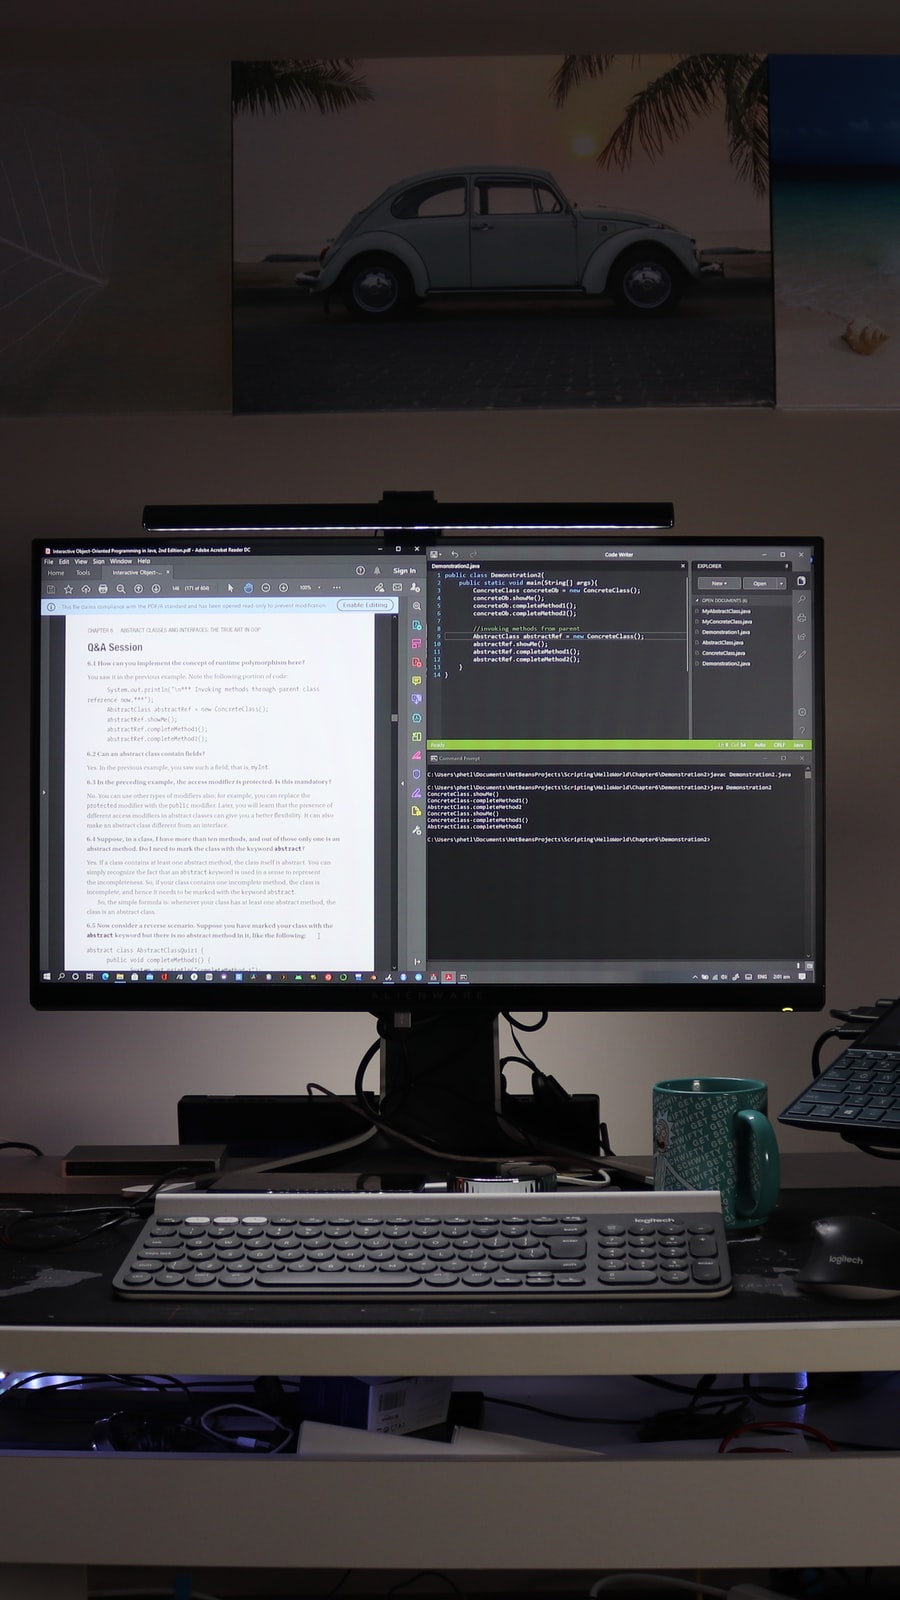 Interactive Object-Oriented Programming in Java, 2nd Edition.pdf - Adobe Acrobat Reader DC
File Edit View Sign Window Help
Home Tools Interactive Object-... ×
Sign In
146 (171 of 604)
100%
This file claims compliance with the PDF/A standard and has been opened read-only to prevent modification.
Enable Editing
CHAPTER 6 ABSTRACT CLASSES AND INTERFACES: THE TRUE ART IN OOP
Q&A Session
6.1 How can you implement the concept of runtime polymorphism here?
You saw it in the previous example. Note the following portion of code:
System.out.println("\n*** Invoking methods through parent class
reference now.***");
AbstractClass abstractRef = new ConcreteClass();
abstractRef.showMe();
abstractRef.completeMethod1();
abstractRef.completeMethod2();
6.2 Can an abstract class contain fields?
Yes. In the previous example, you saw such a field, that is, myInt.
6.3 In the preceding example, the access modifier is protected. Is this mandatory?
No. You can use other types of modifiers also; for example, you can replace the
protected modifier with the public modifier. Later, you will learn that the presence of
different access modifiers in abstract classes can give you a better flexibility. It can also
make an abstract class different from an interface.
6.4 Suppose, in a class, I have more than ten methods, and out of those only one is an
abstract method. Do I need to mark the class with the keyword abstract?
Yes. If a class contains at least one abstract method, the class itself is abstract. You can
simply recognize the fact that an abstract keyword is used in a sense to represent
the incompleteness. So, if your class contains one incomplete method, the class is
incomplete, and hence it needs to be marked with the keyword abstract.
So, the simple formula is: whenever your class has at least one abstract method, the
class is an abstract class.
6.5 Now consider a reverse scenario. Suppose you have marked your class with the
abstract keyword but there is no abstract method in it, like the following:
abstract class AbstractClassQuiz1 {
public void completeMethod1() {
System.out.println("completeMethod.");
Code Writer
Demonstration2.java
1 public class Demonstration2{
2 public static void main(String[] args){
3 ConcreteClass concreteOb = new ConcreteClass();
4 concreteOb.showMe();
5 concreteOb.completeMethod1();
6 concreteOb.completeMethod2();
7
8 //invoking methods from parent
9 AbstractClass abstractRef = new ConcreteClass();
10 abstractRef.showMe();
11 abstractRef.completeMethod1();
12 abstractRef.completeMethod2();
13 }
14 }
EXPLORER
New Open
OPEN DOCUMENTS (6)
MyAbstractClass.java
MyConcreteClass.java
Demonstration1.java
AbstractClass.java
ConcreteClass.java
Demonstration2.java
Ready Ln 9 Col 54 Auto CRLF Java
Command Prompt
C:\Users\phetl\Documents\NetBeansProjects\Scripting\HelloWorld\Chapter6\Demonstration2>javac Demonstration2.java
C:\Users\phetl\Documents\NetBeansProjects\Scripting\HelloWorld\Chapter6\Demonstration2>java Demonstration2
ConcreteClass.showMe()
ConcreteClass-completeMethod1()
AbstractClass.completeMethod2
ConcreteClass.showMe()
ConcreteClass-completeMethod1()
AbstractClass.completeMethod2
C:\Users\phetl\Documents\NetBeansProjects\Scripting\HelloWorld\Chapter6\Demonstration2>
ENG 2:01 am
ALIENWARE
SCHWIFTY GET
logitech
logitech